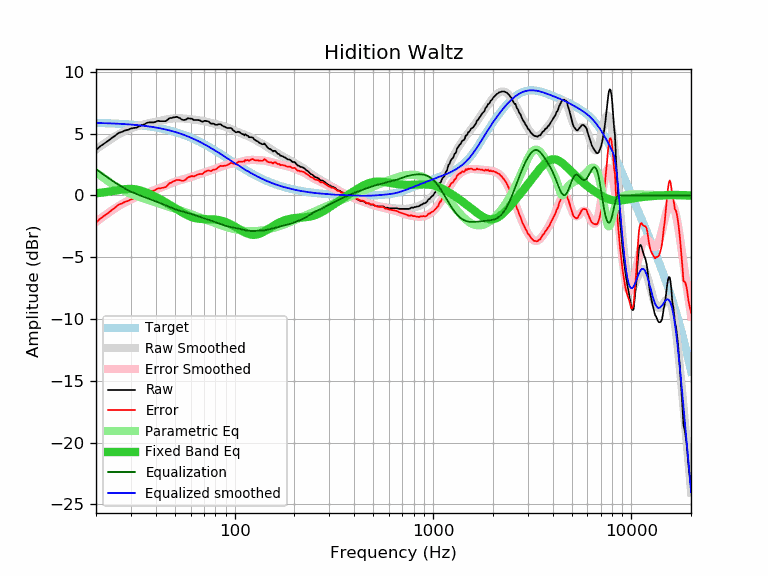 Hidition Waltz
Amplitude (dBr)
10
5
0
−5
−10
−15
−20
−25
Target
Raw Smoothed
Error Smoothed
Raw
Error
Parametric Eq
Fixed Band Eq
Equalization
Equalized smoothed
100
1000
10000
Frequency (Hz)